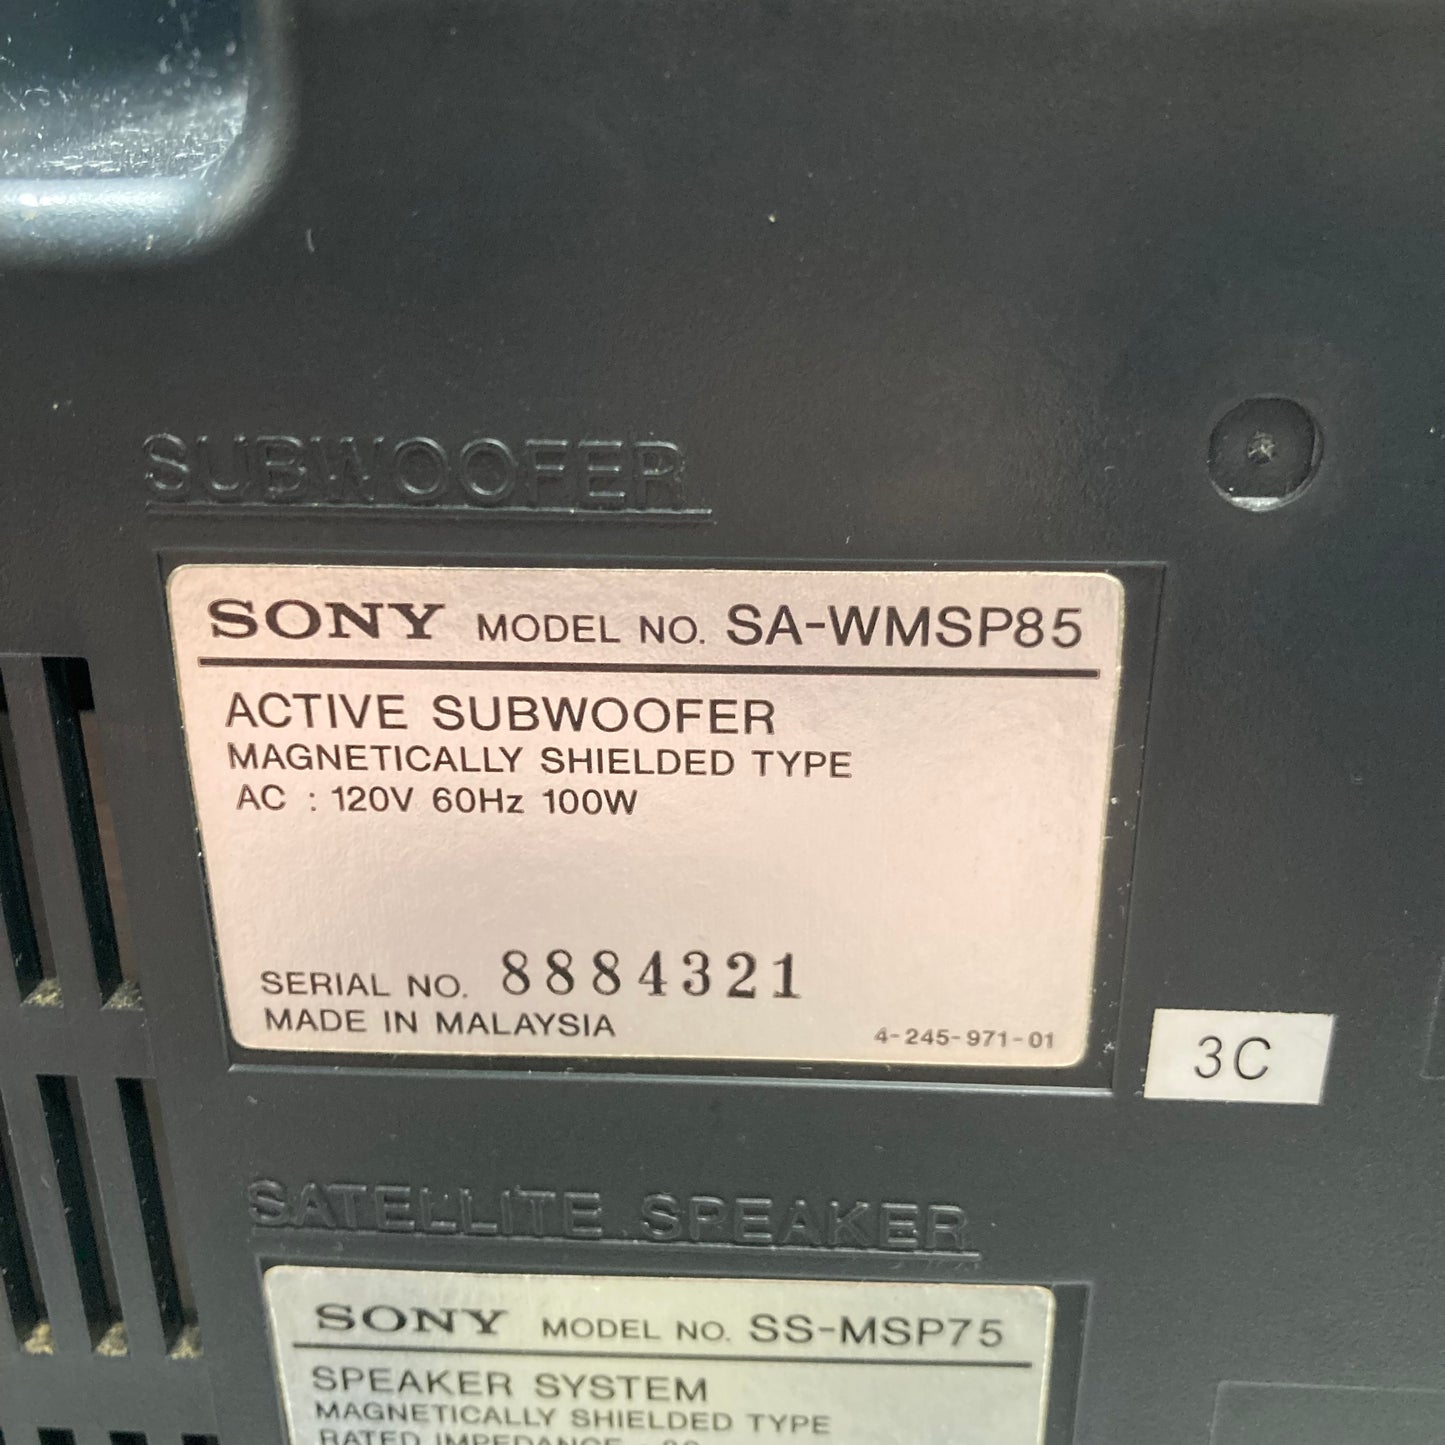 SUBWOOFER
SONY MODEL NO. SA-WMSP85
ACTIVE SUBWOOFER
MAGNETICALLY SHIELDED TYPE
AC : 120V 60Hz 100W
SERIAL NO. 8884321
MADE IN MALAYSIA 4-245-971-01
3C
SATELLITE SPEAKER
SONY MODEL NO. SS-MSP75
SPEAKER SYSTEM
MAGNETICALLY SHIELDED TYPE
RATED IMPEDANCE